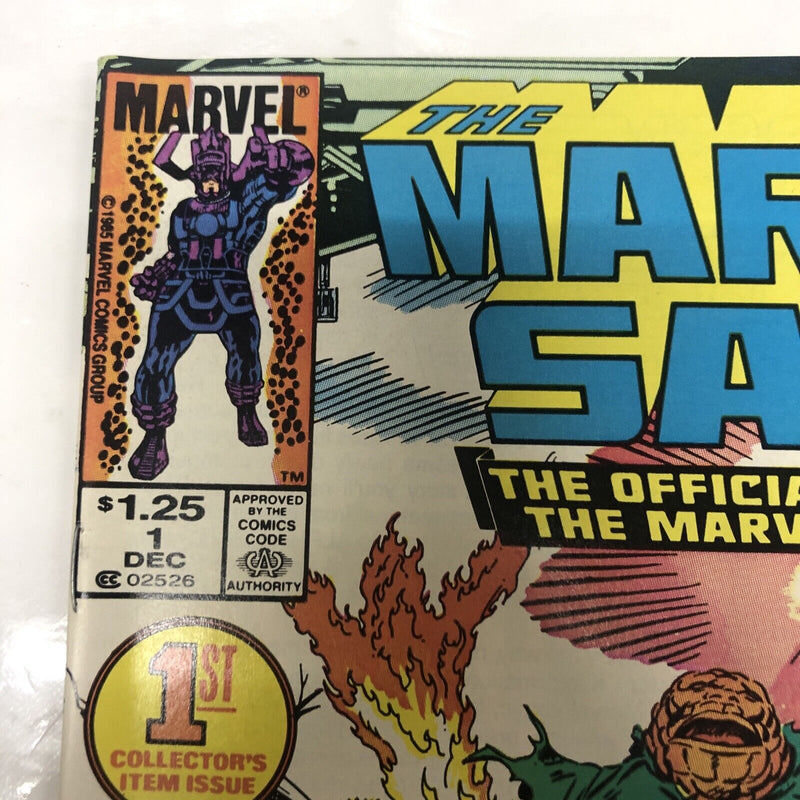 MARVEL®
© 1985 MARVEL COMICS GROUP
TM
$1.25
1
DEC
CC 02526
APPROVED
BY THE
COMICS
CODE
A
AUTHORITY
THE
MAR
SA
THE OFFICIA
THE MARV
1ST
COLLECTOR'S
ITEM ISSUE